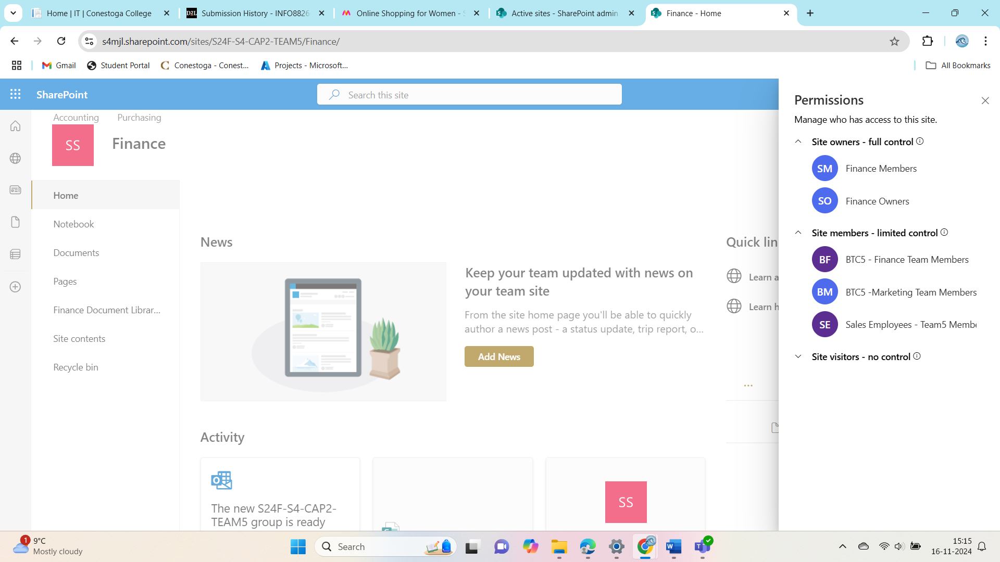 Home | IT | Conestoga College
D2L
Submission History - INFO8826
Online Shopping for Women -
Active sites - SharePoint admin
Finance - Home
s4mjl.sharepoint.com/sites/S24F-S4-CAP2-TEAM5/Finance/
Gmail
Student Portal
Conestoga - Conest...
Projects - Microsoft...
All Bookmarks
SharePoint
Search this site
Accounting
Purchasing
SS
Finance
Home
Notebook
Documents
Pages
Finance Document Librar...
Site contents
Recycle bin
News
Keep your team updated with news on
your team site
From the site home page you'll be able to quickly
author a news post - a status update, trip report, o...
Add News
Quick lin
Learn a
Learn h
Activity
The new S24F-S4-CAP2-
TEAM5 group is ready
SS
Permissions
Manage who has access to this site.
Site owners - full control
SM
Finance Members
SO
Finance Owners
Site members - limited control
BF
BTC5 - Finance Team Members
BM
BTC5 -Marketing Team Members
SE
Sales Employees - Team5 Membe
Site visitors - no control
1
9°C
Mostly cloudy
Search
15:15
16-11-2024